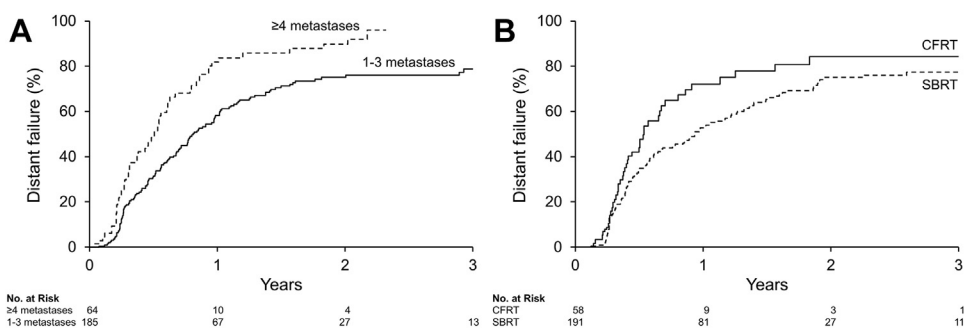 A
Distant failure (%)
100
80
60
40
20
0
≥4 metastases
1-3 metastases
0 1 2 3
Years
No. at Risk
≥4 metastases 64 10 4
1-3 metastases 185 67 27 13
B
Distant failure (%)
100
80
60
40
20
0
CFRT
SBRT
0 1 2 3
Years
No. at Risk
CFRT 58 9 3 1
SBRT 191 81 27 11